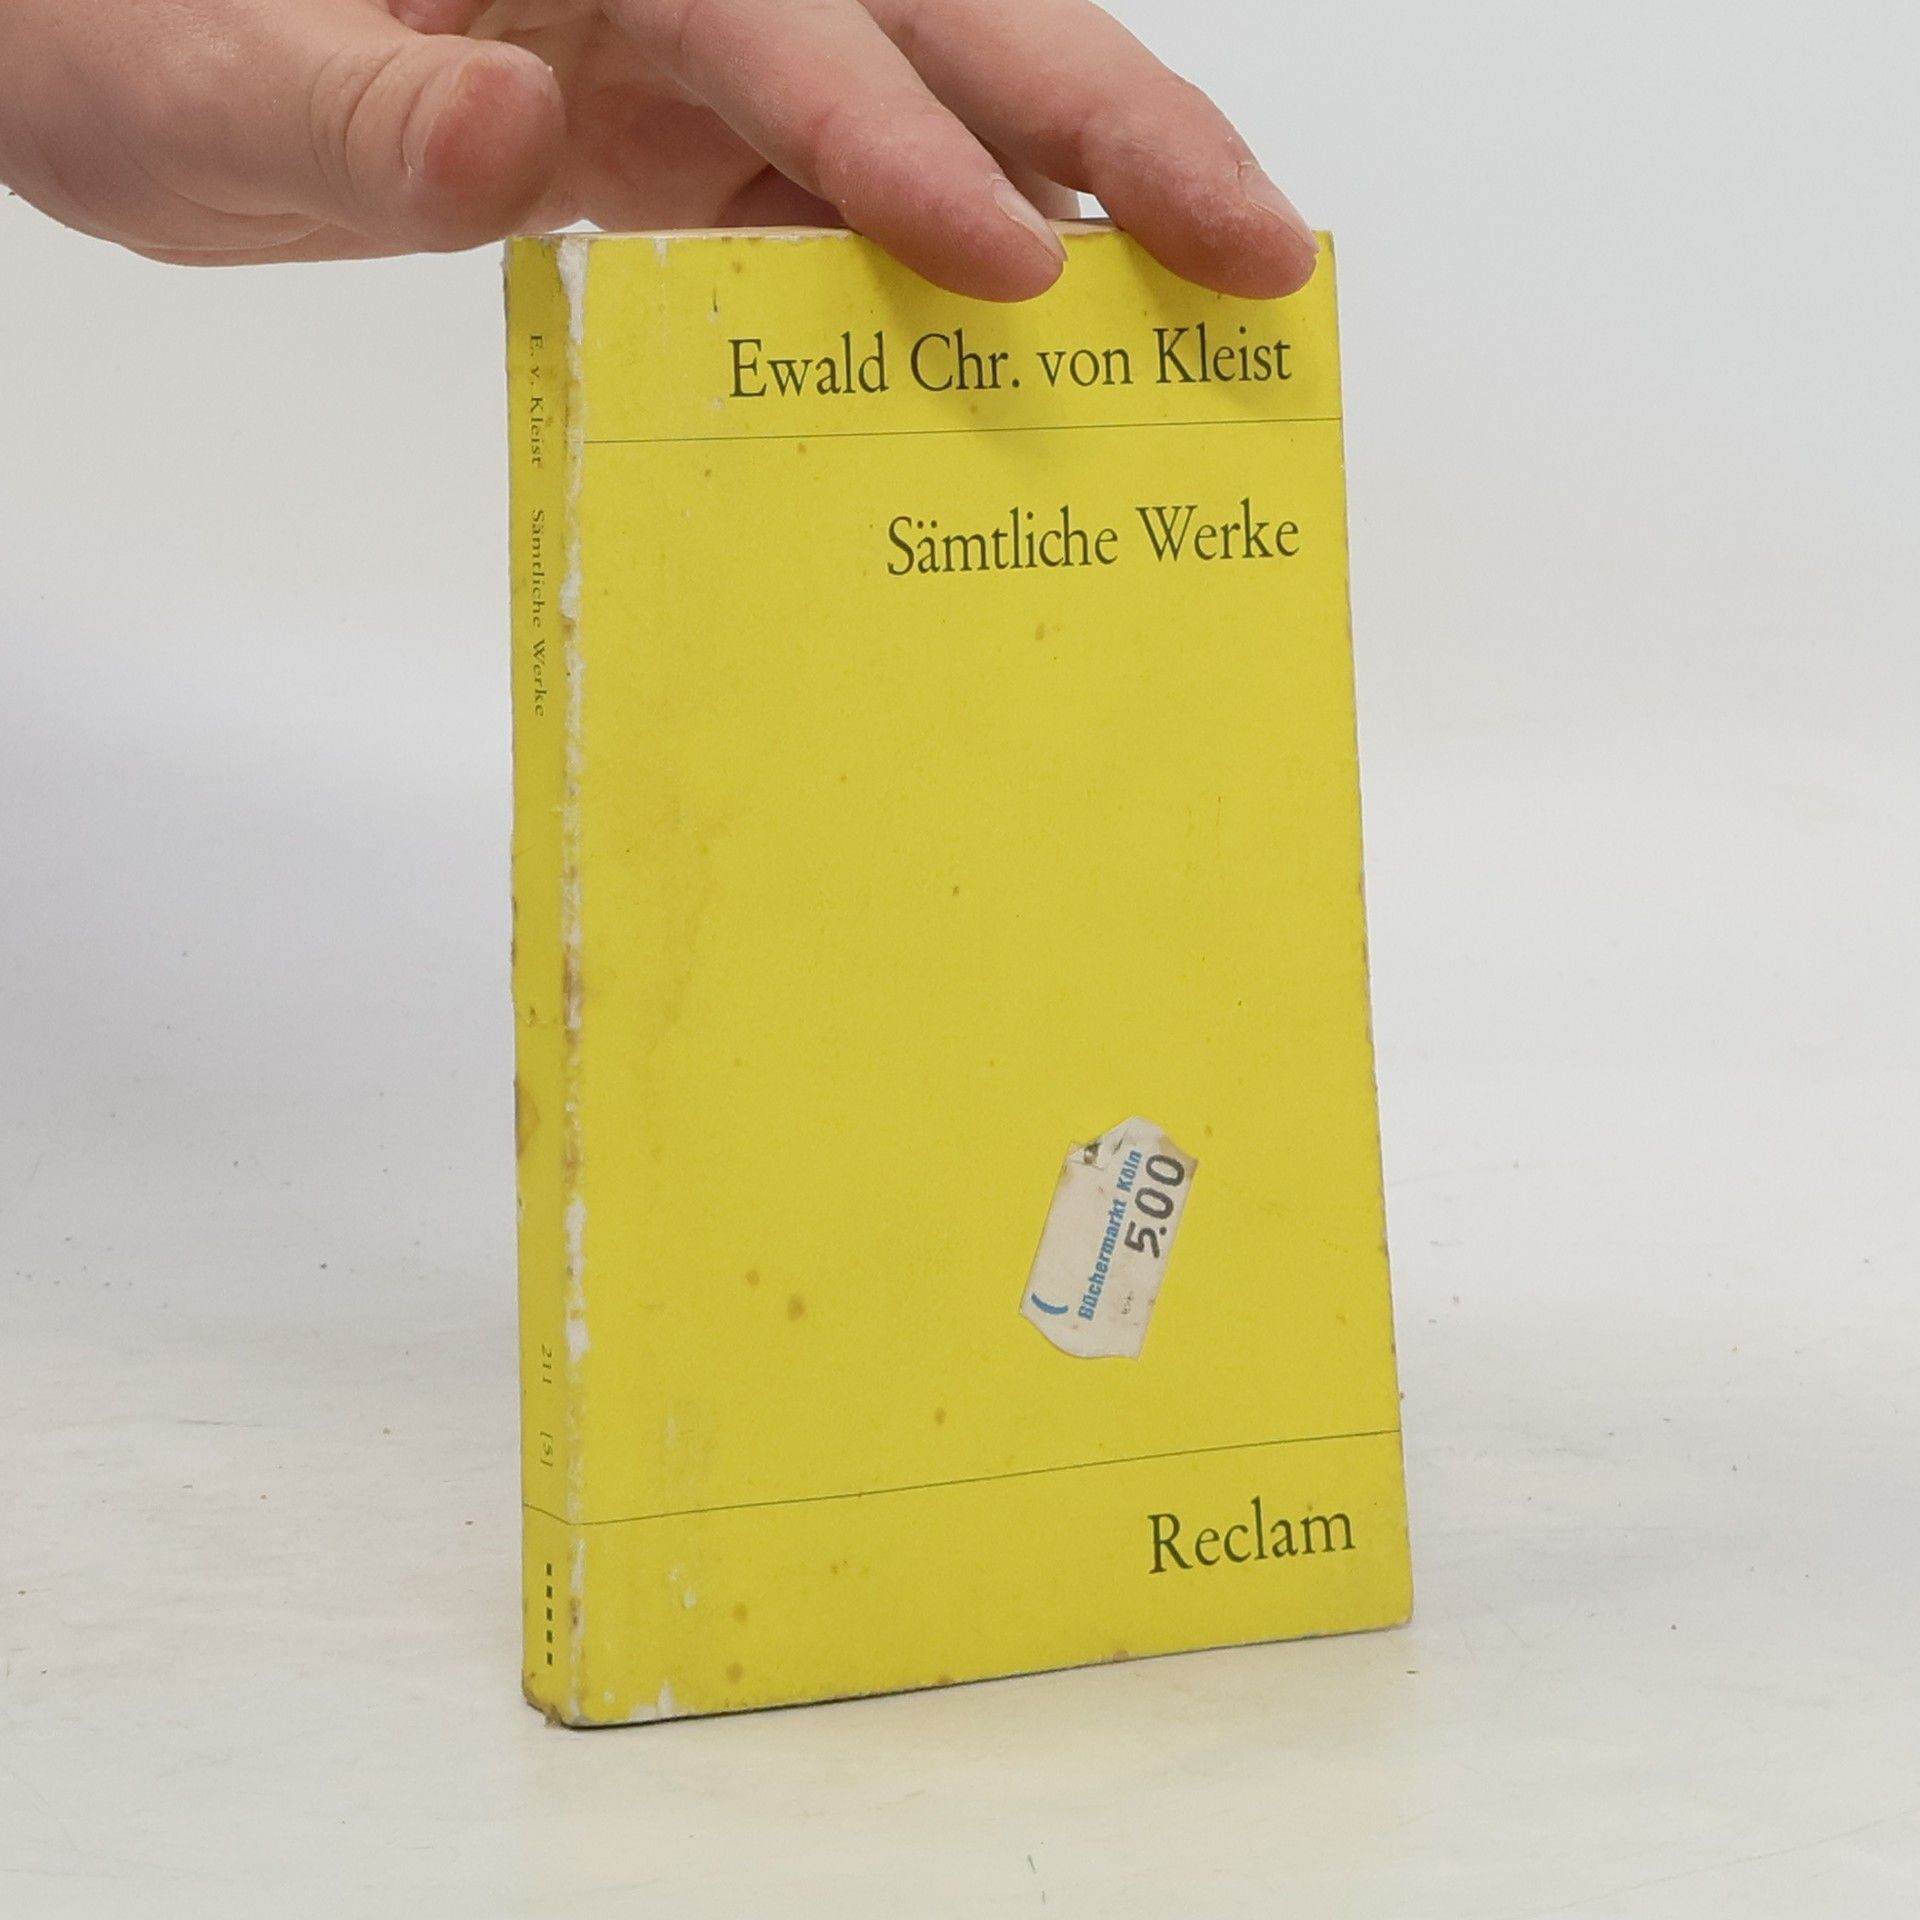 Ewald Chr. von Kleist
Sämtliche Werke
Büchermarkt Köln
5.00
Reclam
E. v. Kleist Sämtliche Werke
211 [5]